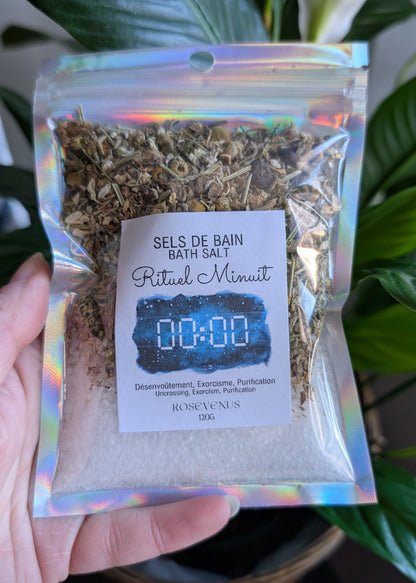 SELS DE BAIN
BATH SALT
Rituel Minuit
00:00
Désenvoûtement, Exorcisme, Purification
Uncrossing, Exorcism, Purification
ROSEVENUS
120G